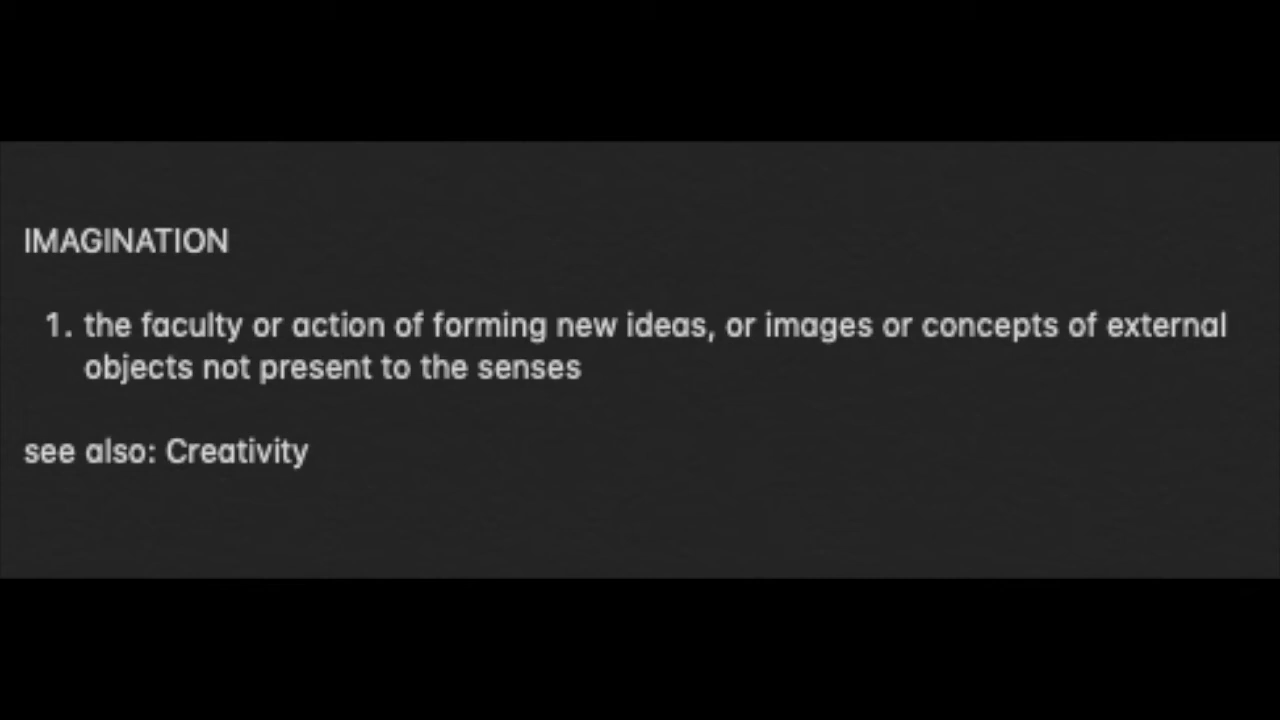 IMAGINATION
1. the faculty or action of forming new ideas, or images or concepts of external
objects not present to the senses
see also: Creativity